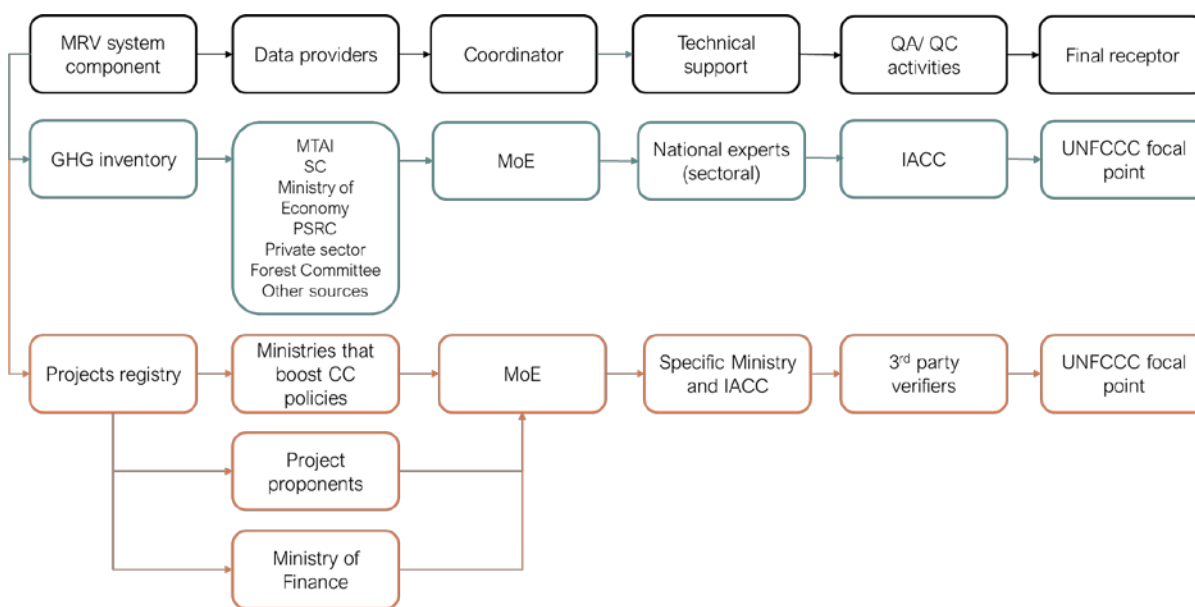 MRV system
component
Data providers
Coordinator
Technical
support
QA/ QC
activities
Final receptor
GHG inventory
MTAI
SC
Ministry of
Economy
PSRC
Private sector
Forest Committee
Other sources
MoE
National experts
(sectoral)
IACC
UNFCCC focal
point
Projects registry
Ministries that
boost CC
policies
MoE
Specific Ministry
and IACC
3rd party
verifiers
UNFCCC focal
point
Project
proponents
Ministry of
Finance